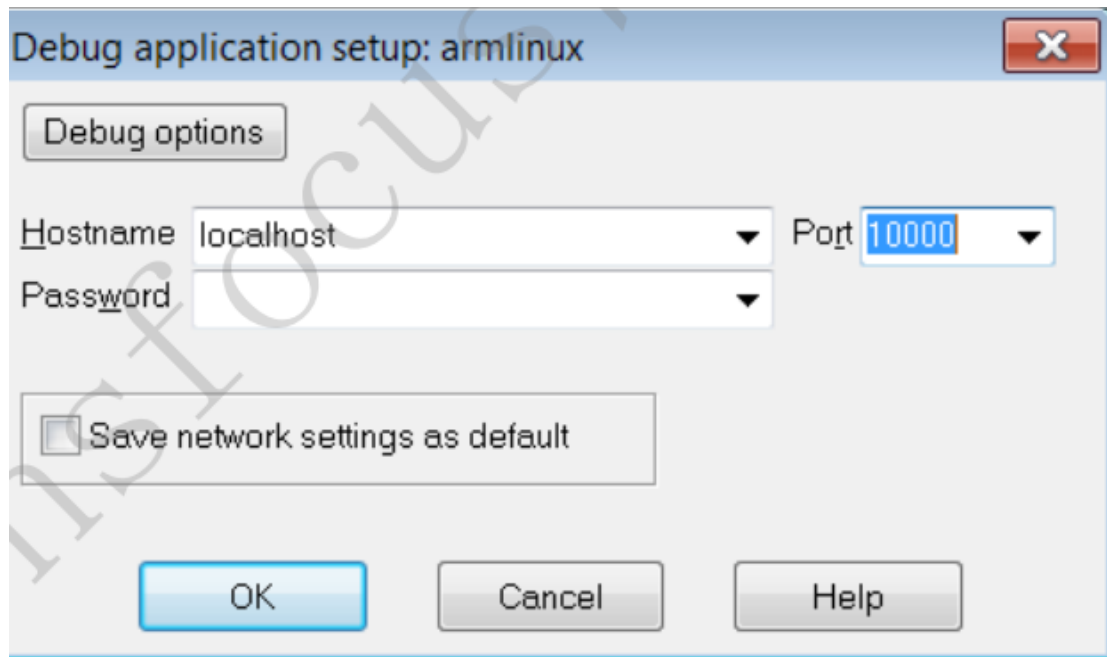 Debug application setup: armlinux
Debug options
Hostname localhost Port 10000
Password
Save network settings as default
OK Cancel Help
nsfocus